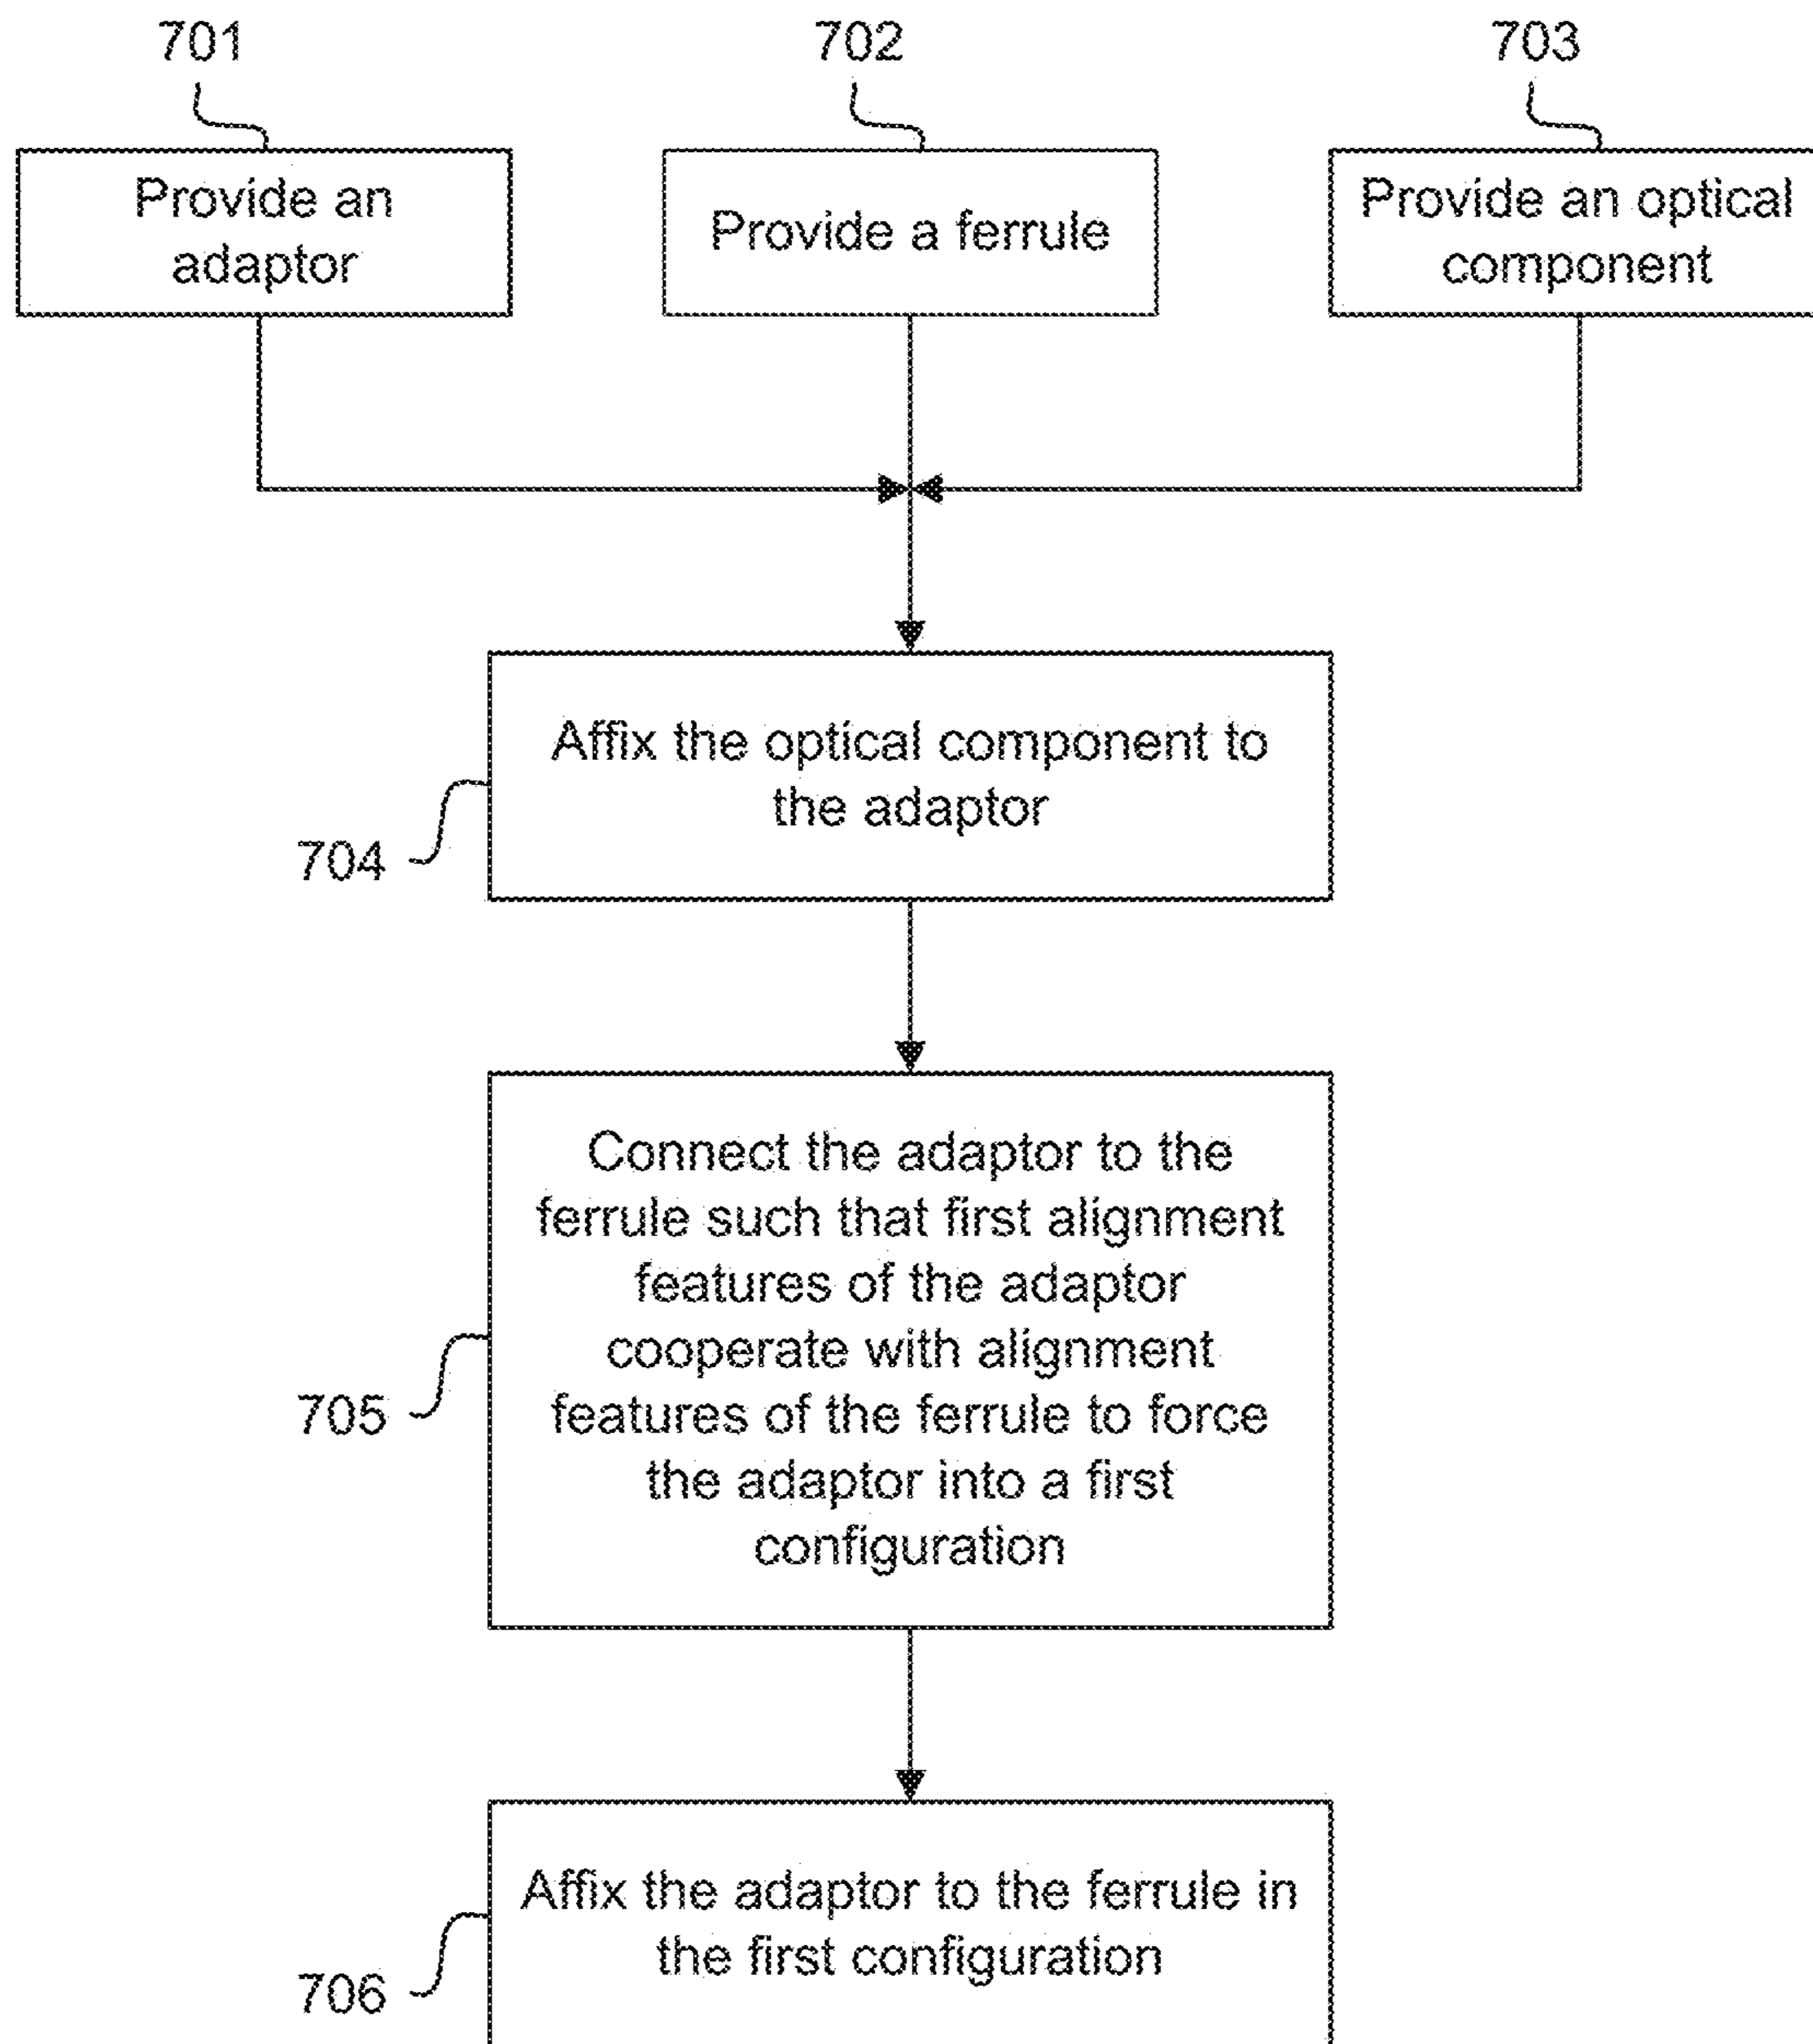 701
702
703
Provide an
adaptor
Provide a ferrule
Provide an optical
component
Affix the optical component to
the adaptor
704
Connect the adaptor to the
ferrule such that first alignment
features of the adaptor
cooperate with alignment
features of the ferrule to force
the adaptor into a first
configuration
705
Affix the adaptor to the ferrule in
the first configuration
706